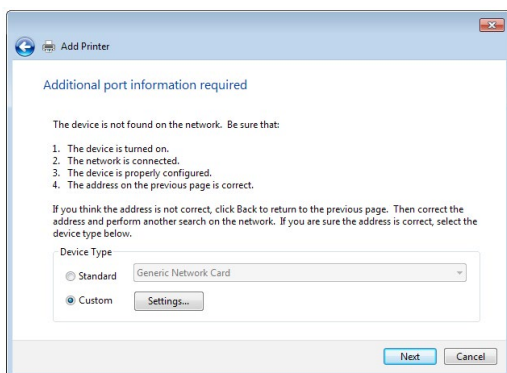 Add Printer
Additional port information required
The device is not found on the network. Be sure that:
1. The device is turned on.
2. The network is connected.
3. The device is properly configured.
4. The address on the previous page is correct.
If you think the address is not correct, click Back to return to the previous page. Then correct the
address and perform another search on the network. If you are sure the address is correct, select the
device type below.
Device Type
Standard Generic Network Card
Custom Settings...
Next Cancel